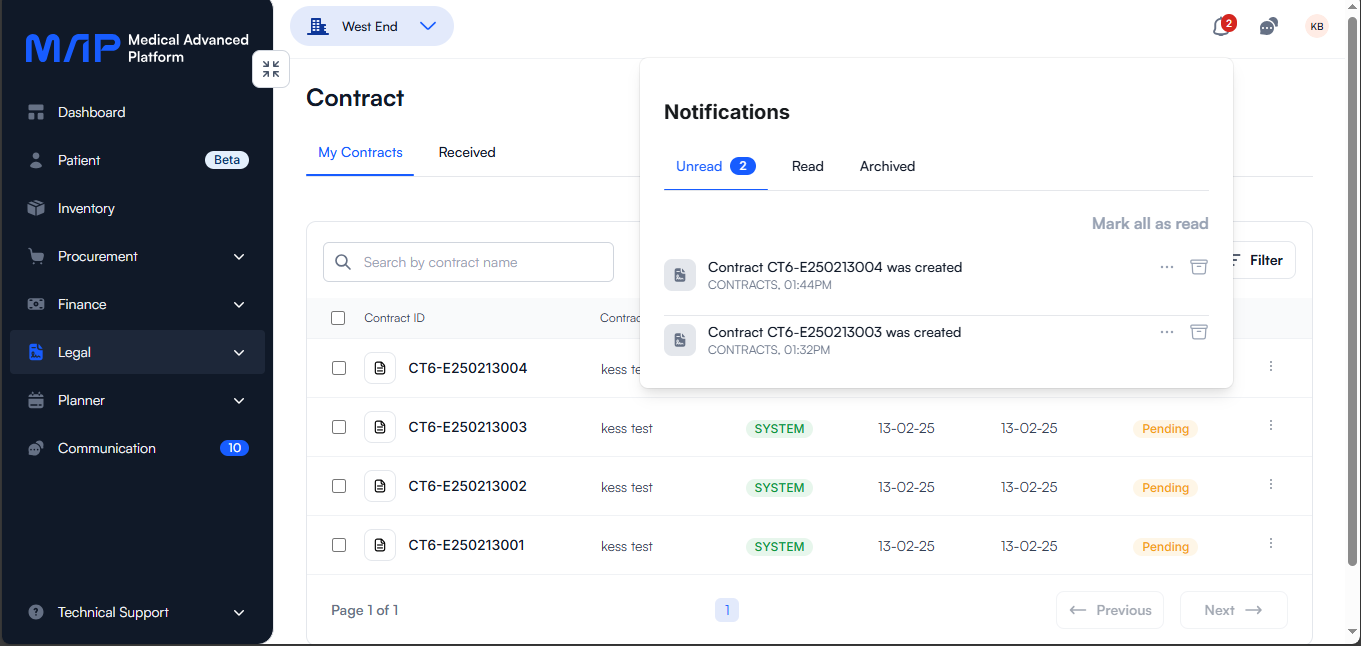 MAP Medical Advanced
Platform
Dashboard
Patient Beta
Inventory
Procurement
Finance
Legal
Planner
Communication 10
Technical Support
West End
2
KB
Contract
My Contracts Received
Search by contract name
Filter
Contract ID
CT6-E250213004 kess
CT6-E250213003 kess test SYSTEM 13-02-25 13-02-25 Pending
CT6-E250213002 kess test SYSTEM 13-02-25 13-02-25 Pending
CT6-E250213001 kess test SYSTEM 13-02-25 13-02-25 Pending
Page 1 of 1 1 Previous Next
Notifications
Unread 2 Read Archived
Mark all as read
Contract CT6-E250213004 was created
CONTRACTS, 01:44PM
Contract CT6-E250213003 was created
CONTRACTS, 01:32PM